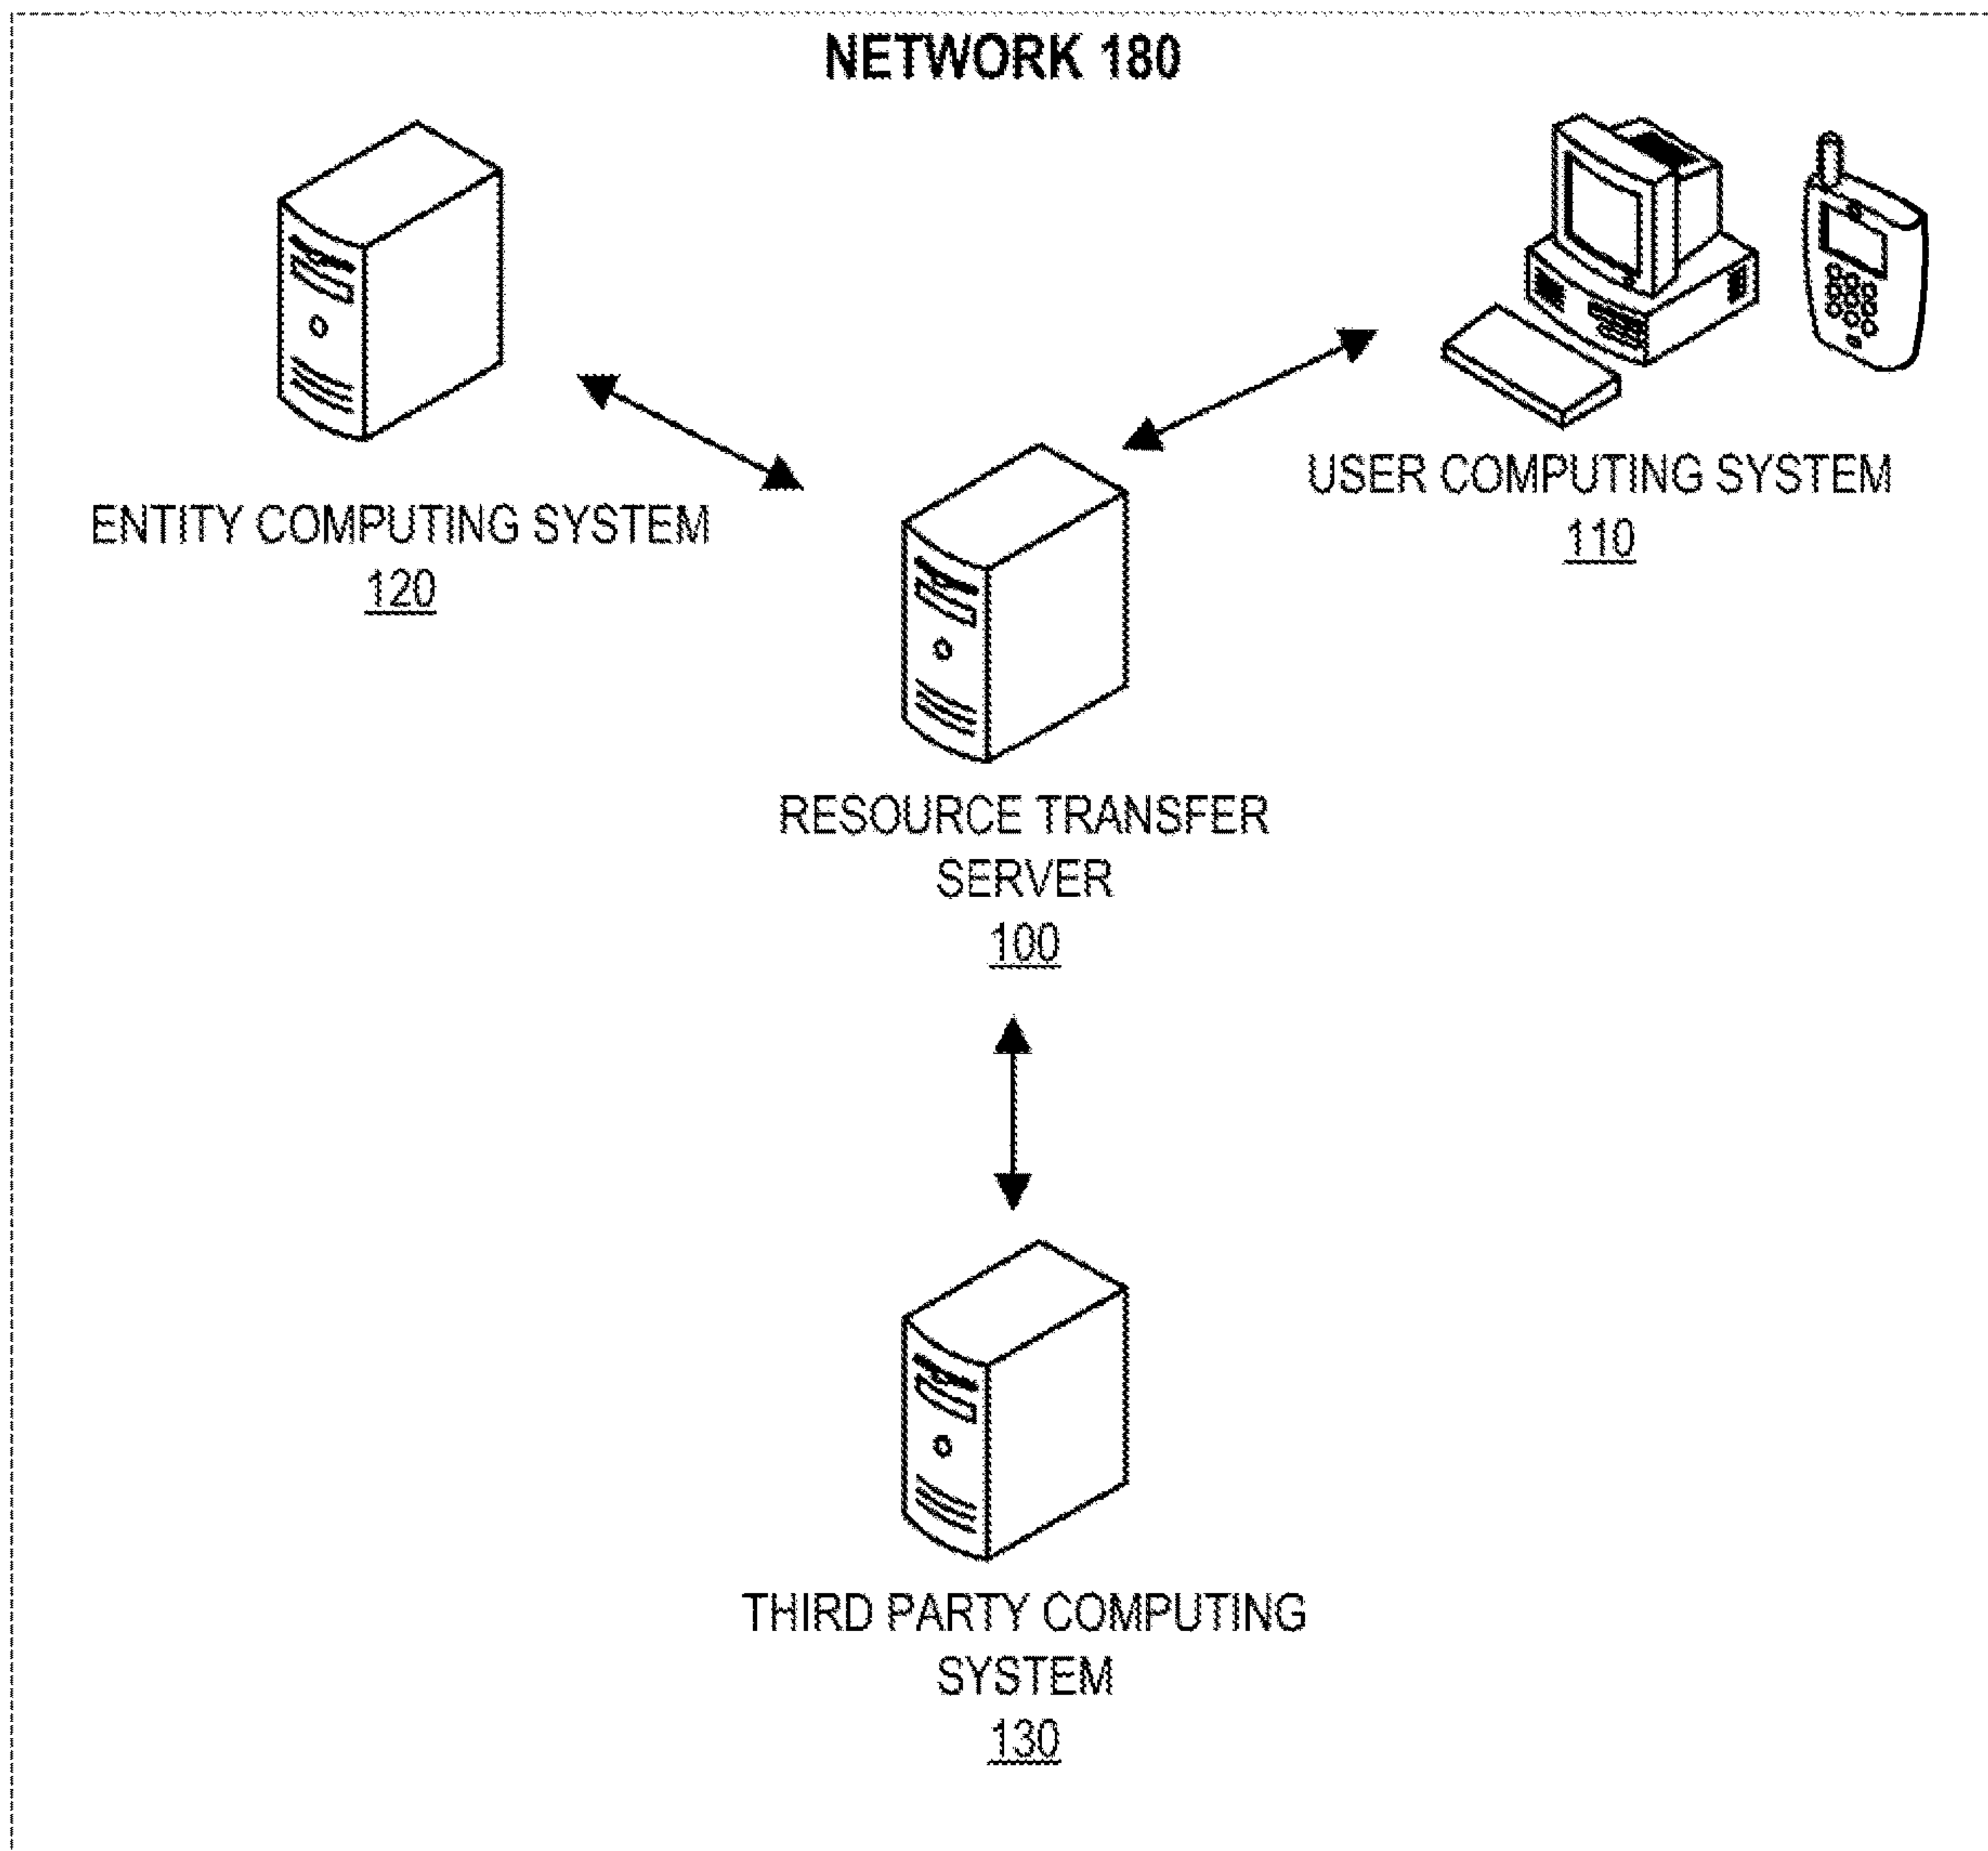 NETWORK 180
ENTITY COMPUTING SYSTEM
120
USER COMPUTING SYSTEM
110
RESOURCE TRANSFER
SERVER
100
THIRD PARTY COMPUTING
SYSTEM
130